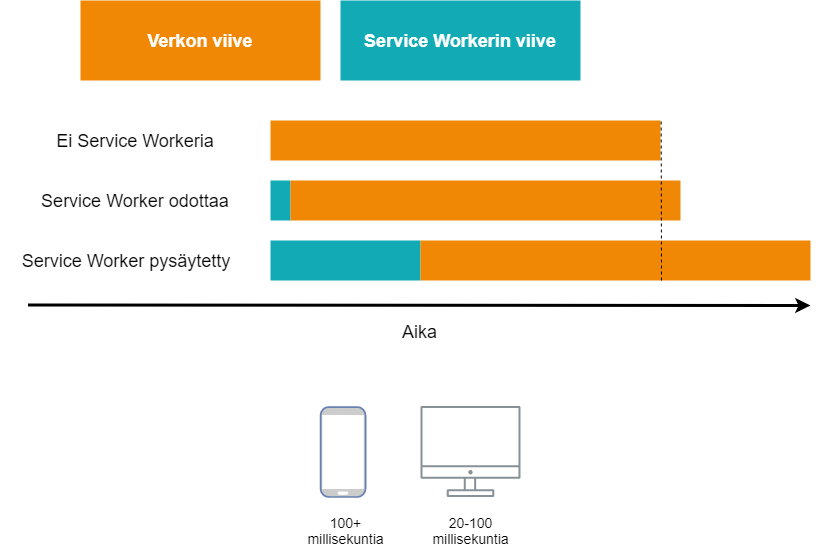 Verkon viive
Service Workerin viive
Ei Service Workeria
Service Worker odottaa
Service Worker pysäytetty
Aika
100+
millisekuntia
20-100
millisekuntia